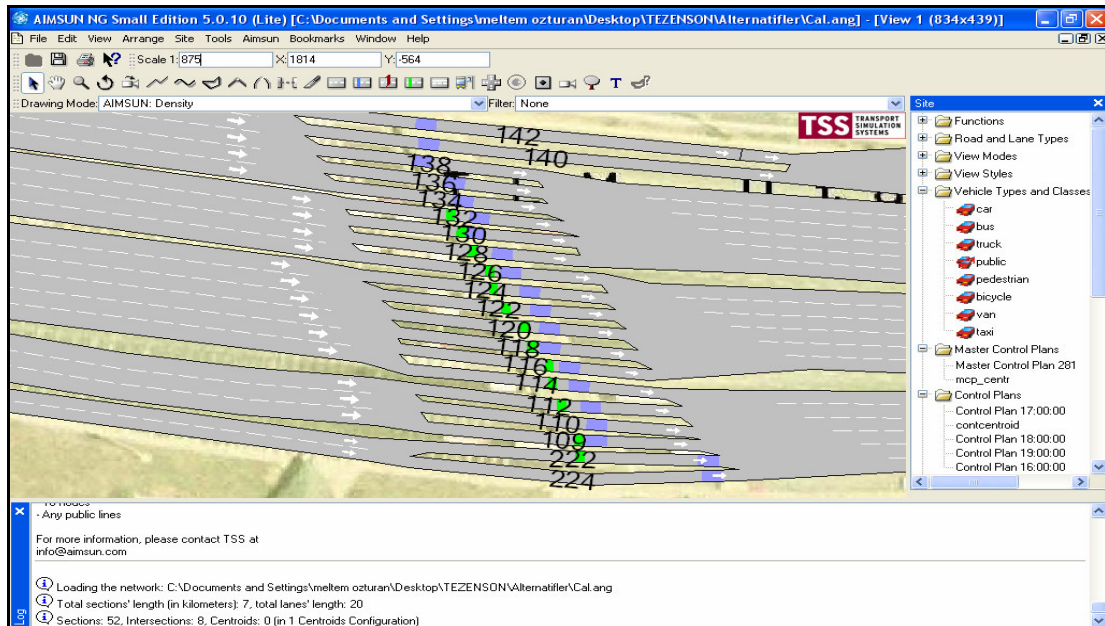 AIMSUN NG Small Edition 5.0.10 (Lite) [C:\Documents and Settings\meltem ozturan\Desktop\TEZENSON\Alternatifler\Cal.ang] - [View 1 (834x439)]
File Edit View Arrange Site Tools Aimsun Bookmarks Window Help
Scale 1: 875 X: 1814 Y: -564
Drawing Mode: AIMSUN: Density Filter: None
TSS TRANSPORT
SIMULATION
SYSTEMS
142
140
138
136
134
132
130
128
126
124
122
120
118
116
114
112
110
109
222
224
Site
Functions
Road and Lane Types
View Modes
View Styles
Vehicle Types and Classes
car
bus
truck
public
pedestrian
bicycle
van
taxi
Master Control Plans
Master Control Plan 281
mcp_centr
Control Plans
Control Plan 17:00:00
contcentroid
Control Plan 18:00:00
Control Plan 19:00:00
Control Plan 16:00:00
- Any public lines
For more information, please contact TSS at
info@aimsun.com
Loading the network: C:\Documents and Settings\meltem ozturan\Desktop\TEZENSON\Alternatifler\Cal.ang
Total sections' length (in kilometers): 7, total lanes' length: 20
Sections: 52, Intersections: 8, Centroids: 0 (in 1 Centroids Configuration)
Log